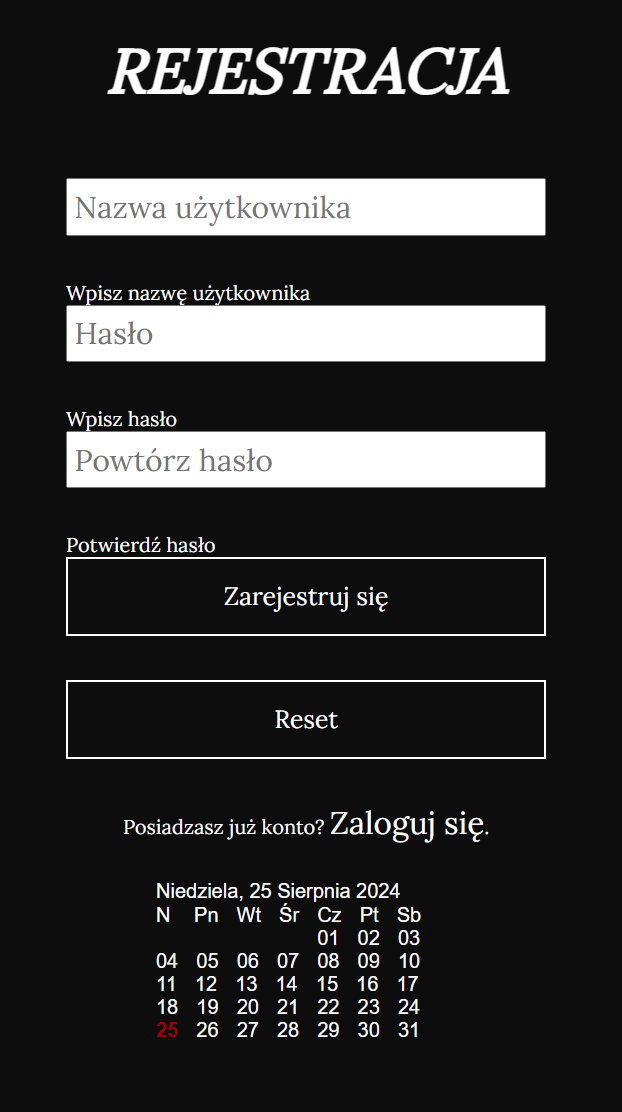 REJESTRACJA
Nazwa użytkownika
Wpisz nazwę użytkownika
Hasło
Wpisz hasło
Powtórz hasło
Potwierdź hasło
Zarejestruj się
Reset
Posiadzasz już konto? Zaloguj się.
Niedziela, 25 Sierpnia 2024
N Pn Wt Śr Cz Pt Sb
01 02 03
04 05 06 07 08 09 10
11 12 13 14 15 16 17
18 19 20 21 22 23 24
25 26 27 28 29 30 31